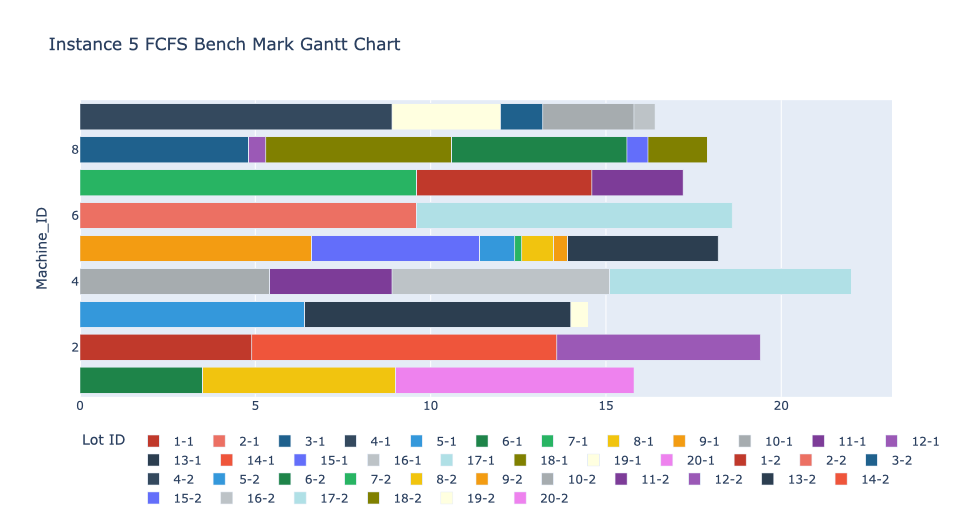 Instance 5 FCFS Bench Mark Gantt Chart
Machine_ID
8
6
4
2
0 5 10 15 20
Lot ID 1-1 2-1 3-1 4-1 5-1 6-1 7-1 8-1 9-1 10-1 11-1 12-1
13-1 14-1 15-1 16-1 17-1 18-1 19-1 20-1 1-2 2-2 3-2
4-2 5-2 6-2 7-2 8-2 9-2 10-2 11-2 12-2 13-2 14-2
15-2 16-2 17-2 18-2 19-2 20-2